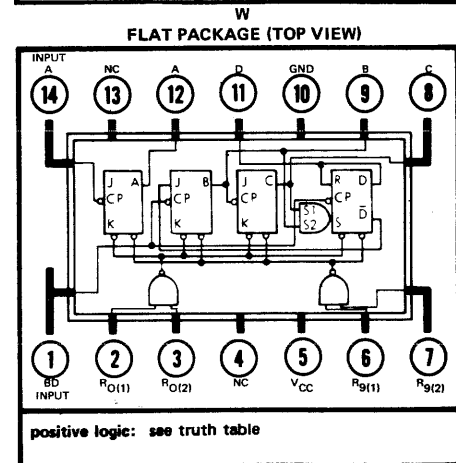 W
FLAT PACKAGE (TOP VIEW)
INPUT
A NC A D GND B C
14 13 12 11 10 9 8
J A J B J C R D
CP CP CP S1 CP
K K K S2 S D
1 2 3 4 5 6 7
BD
INPUT
R0(1) R0(2) NC VCC R9(1) R9(2)
positive logic: see truth table